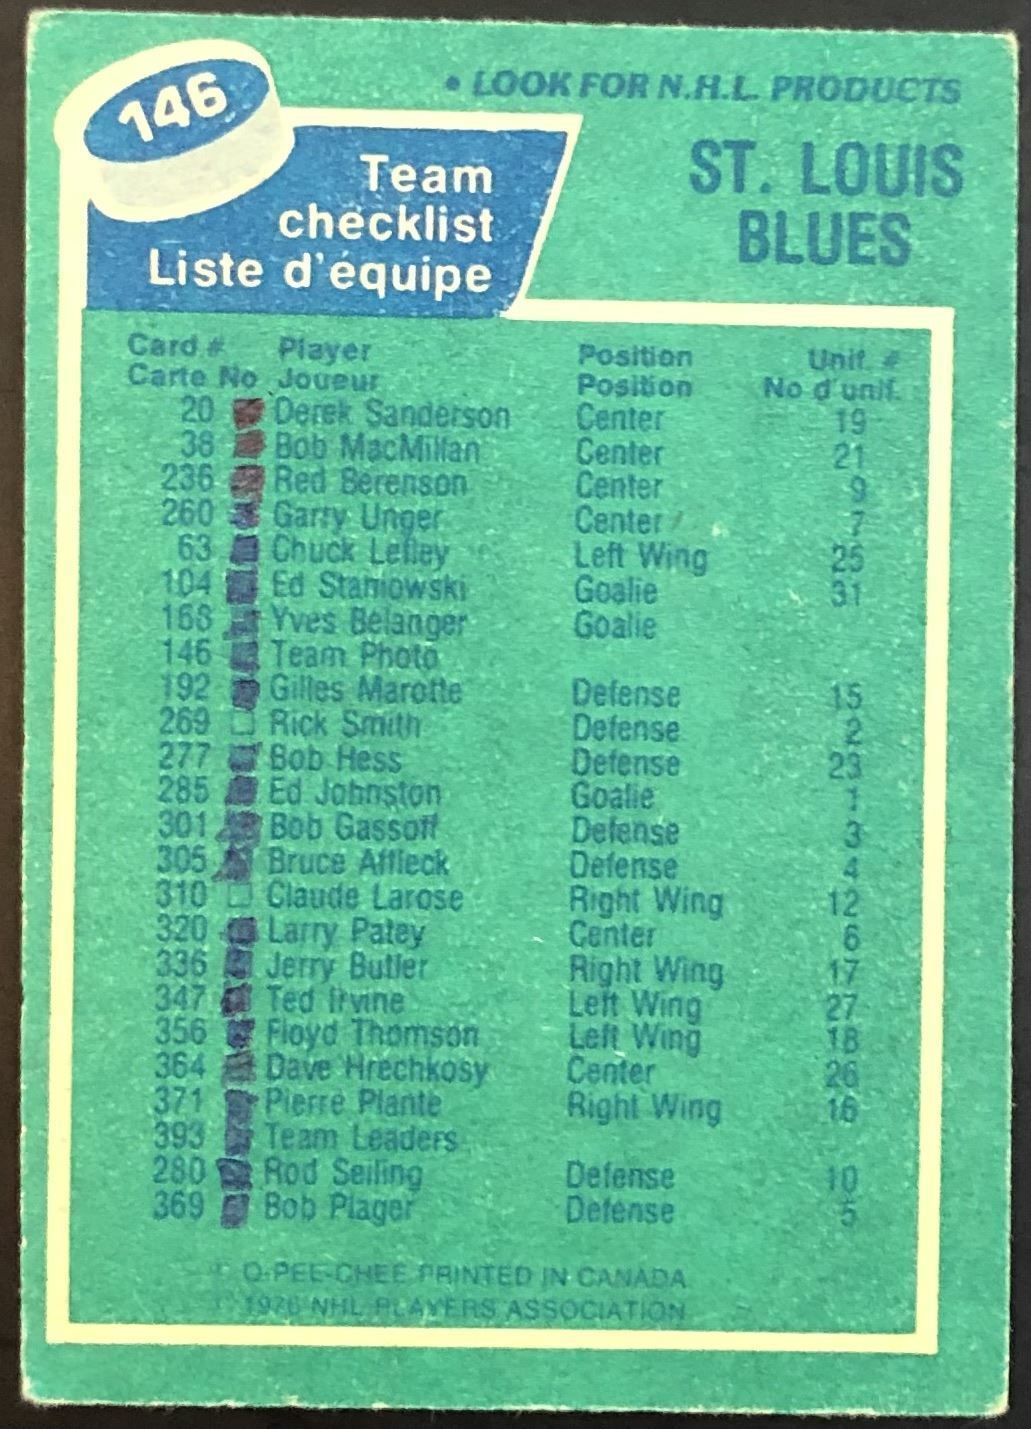 146
• LOOK FOR N.H.L. PRODUCTS
Team
checklist
Liste d'équipe
ST. LOUIS
BLUES
Card # Player Position Unif. #
Carte No Joueur Position No d'unif.
20 Derek Sanderson Center 19
38 Bob MacMillan Center 21
236 Red Berenson Center 9
260 Garry Unger Center 7
63 Chuck Lefley Left Wing 25
104 Ed Staniowski Goalie 31
168 Yves Belanger Goalie
146 Team Photo
192 Gilles Marotte Defense 15
269 Rick Smith Defense 2
277 Bob Hess Defense 23
285 Ed Johnston Goalie 1
301 Bob Gassoff Defense 3
305 Bruce Affleck Defense 4
310 Claude Larose Right Wing 12
320 Larry Patey Center 6
336 Jerry Butler Right Wing 17
347 Ted Irvine Left Wing 27
356 Floyd Thomson Left Wing 18
364 Dave Hrechkosy Center 26
371 Pierre Plante Right Wing 16
393 Team Leaders
280 Rod Seiling Defense 10
369 Bob Plager Defense 5
© O-PEE-CHEE PRINTED IN CANADA
© 1976 NHL PLAYERS ASSOCIATION